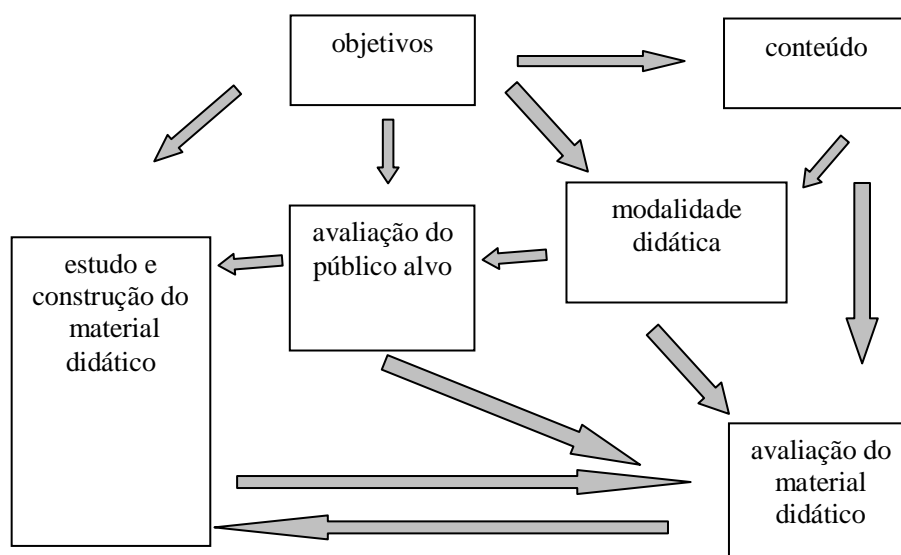 objetivos
conteúdo
modalidade
didática
avaliação do
público alvo
estudo e
construção do
material
didático
avaliação do
material
didático